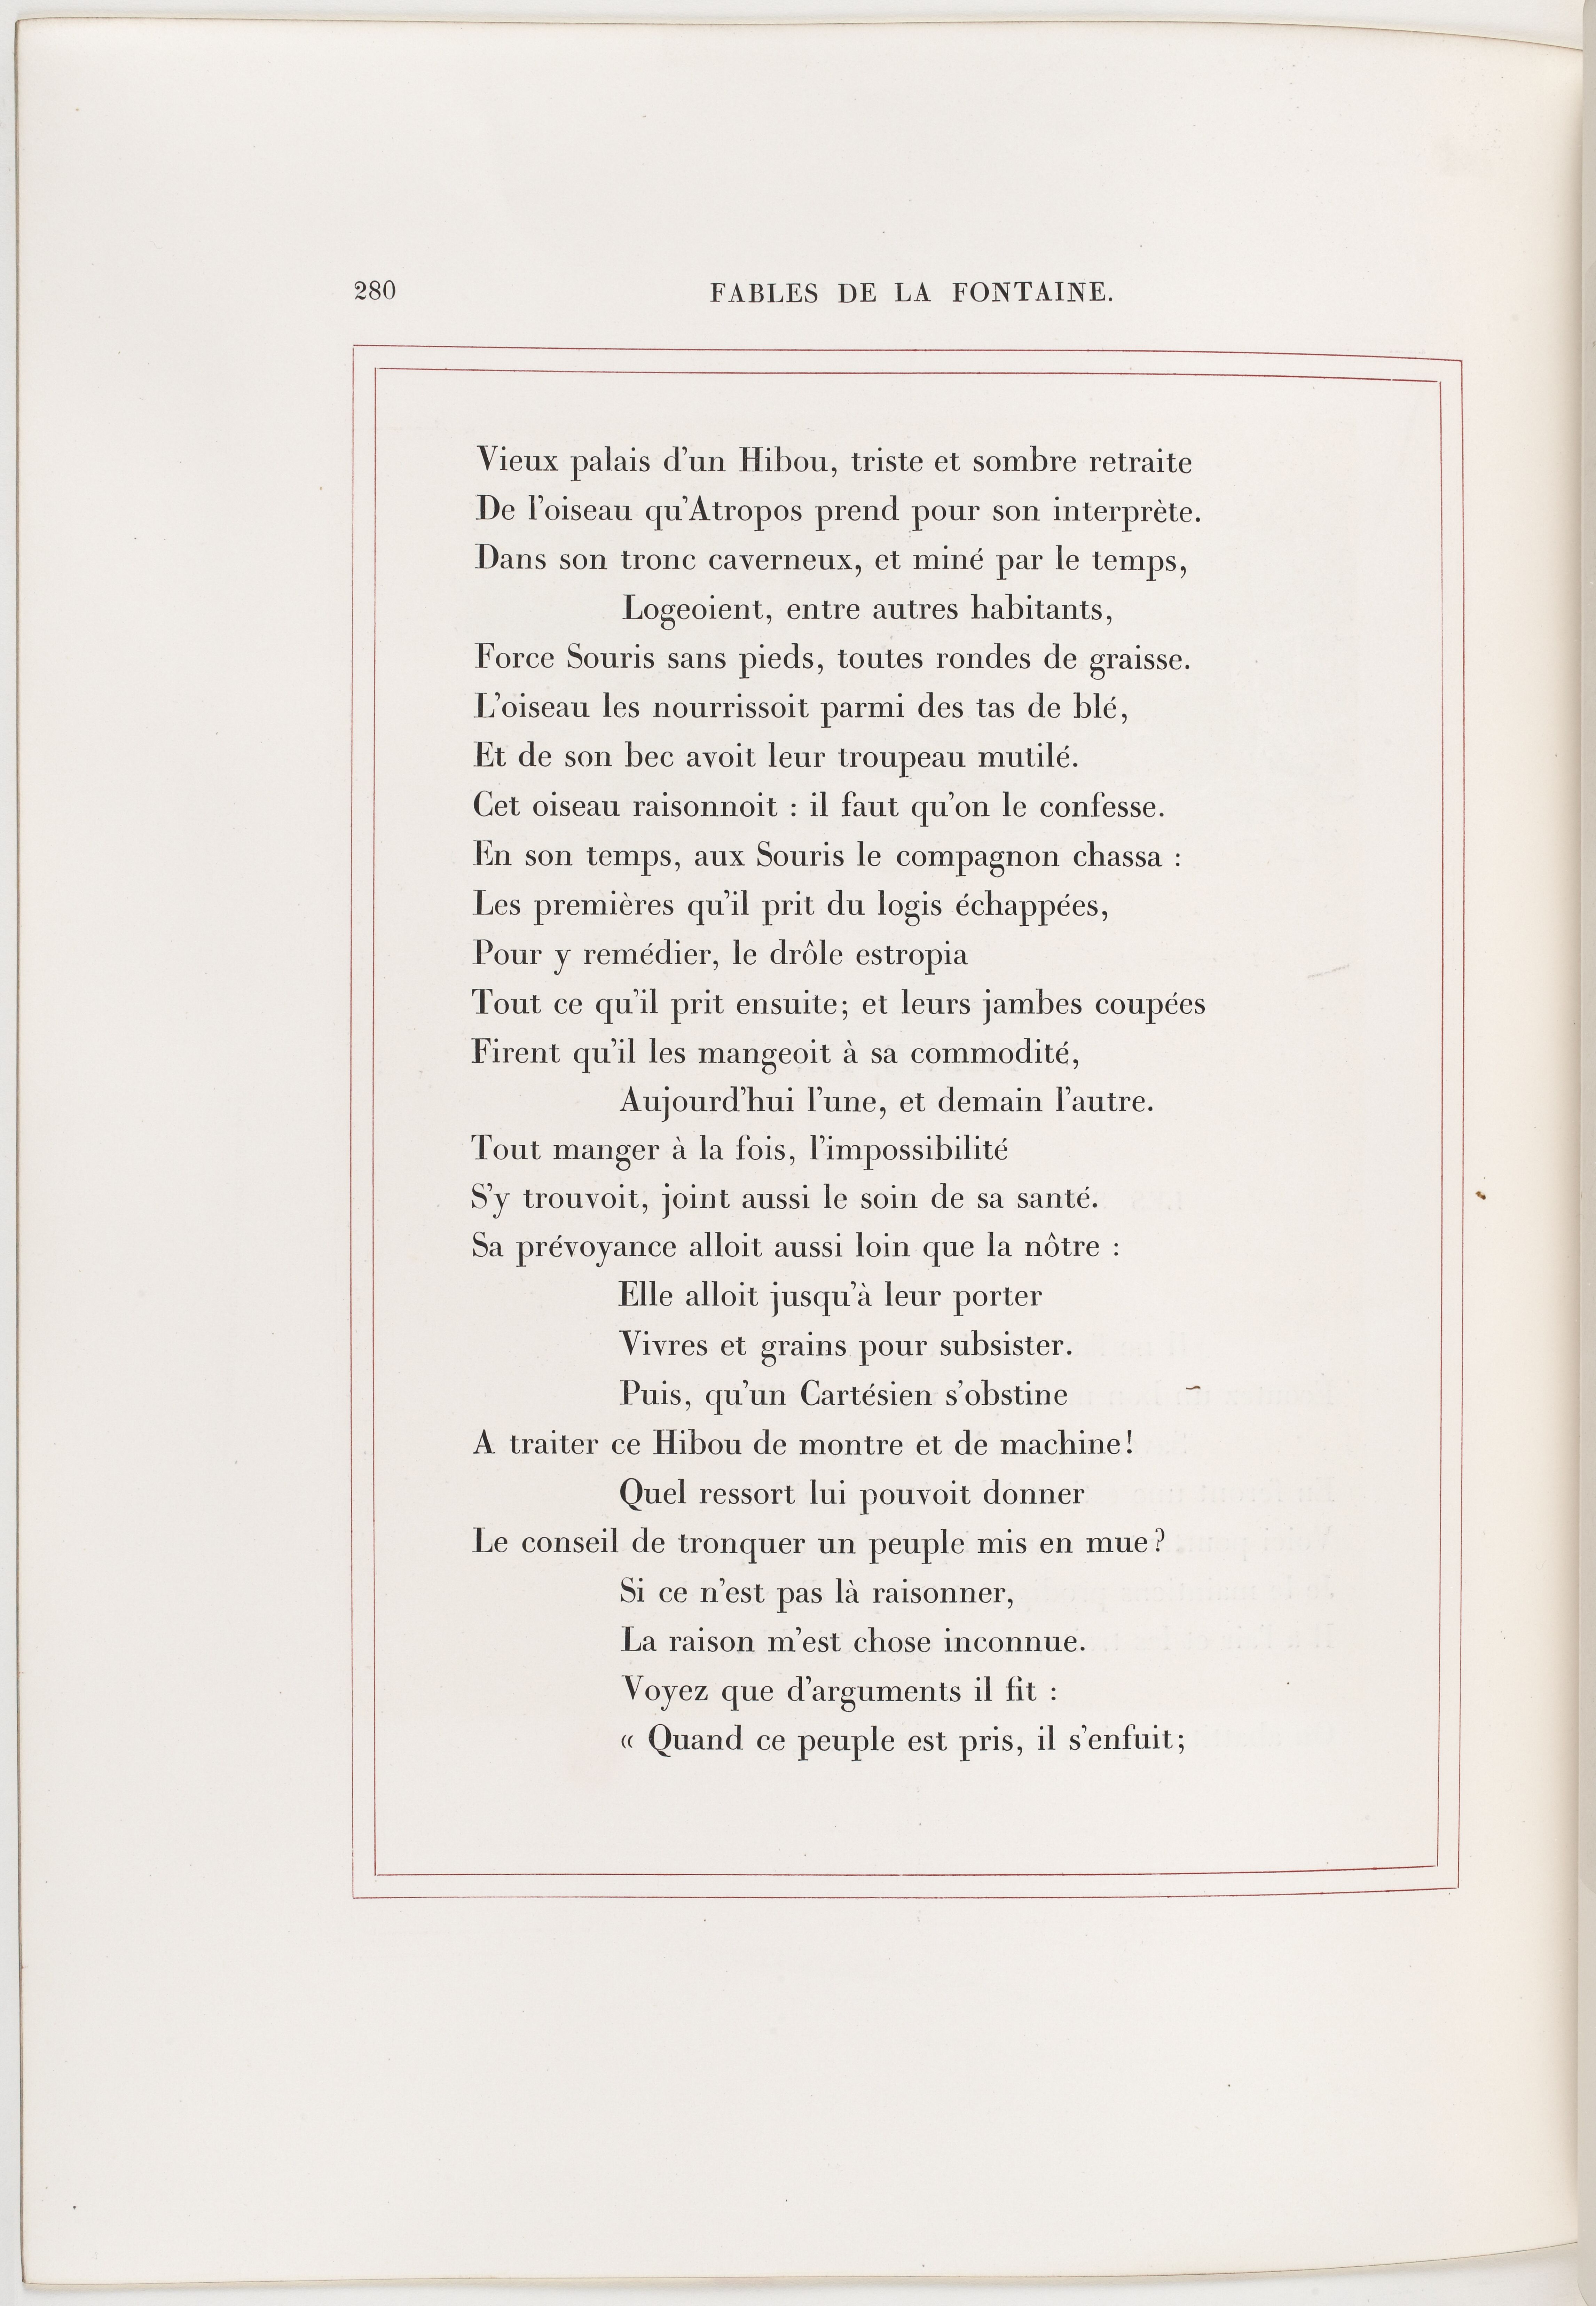 280
FABLES DE LA FONTAINE.
Vieux palais d'un Hibou, triste et sombre retraite
De l'oiseau qu'Atropos prend pour son interprète.
Dans son tronc caverneux, et miné par le temps,
Logeoient, entre autres habitants,
Force Souris sans pieds, toutes rondes de graisse.
L'oiseau les nourrissoit parmi des tas de blé,
Et de son bec avoit leur troupeau mutilé.
Cet oiseau raisonnoit : il faut qu'on le confesse.
En son temps, aux Souris le compagnon chassa :
Les premières qu'il prit du logis échappées,
Pour y remédier, le drôle estropia
Tout ce qu'il prit ensuite; et leurs jambes coupées
Firent qu'il les mangeoit à sa commodité,
Aujourd'hui l'une, et demain l'autre.
Tout manger à la fois, l'impossibilité
S'y trouvoit, joint aussi le soin de sa santé.
Sa prévoyance alloit aussi loin que la nôtre :
Elle alloit jusqu'à leur porter
Vivres et grains pour subsister.
Puis, qu'un Cartésien s'obstine
A traiter ce Hibou de montre et de machine!
Quel ressort lui pouvoit donner
Le conseil de tronquer un peuple mis en mue?
Si ce n'est pas là raisonner,
La raison m'est chose inconnue.
Voyez que d'arguments il fit :
« Quand ce peuple est pris, il s'enfuit;